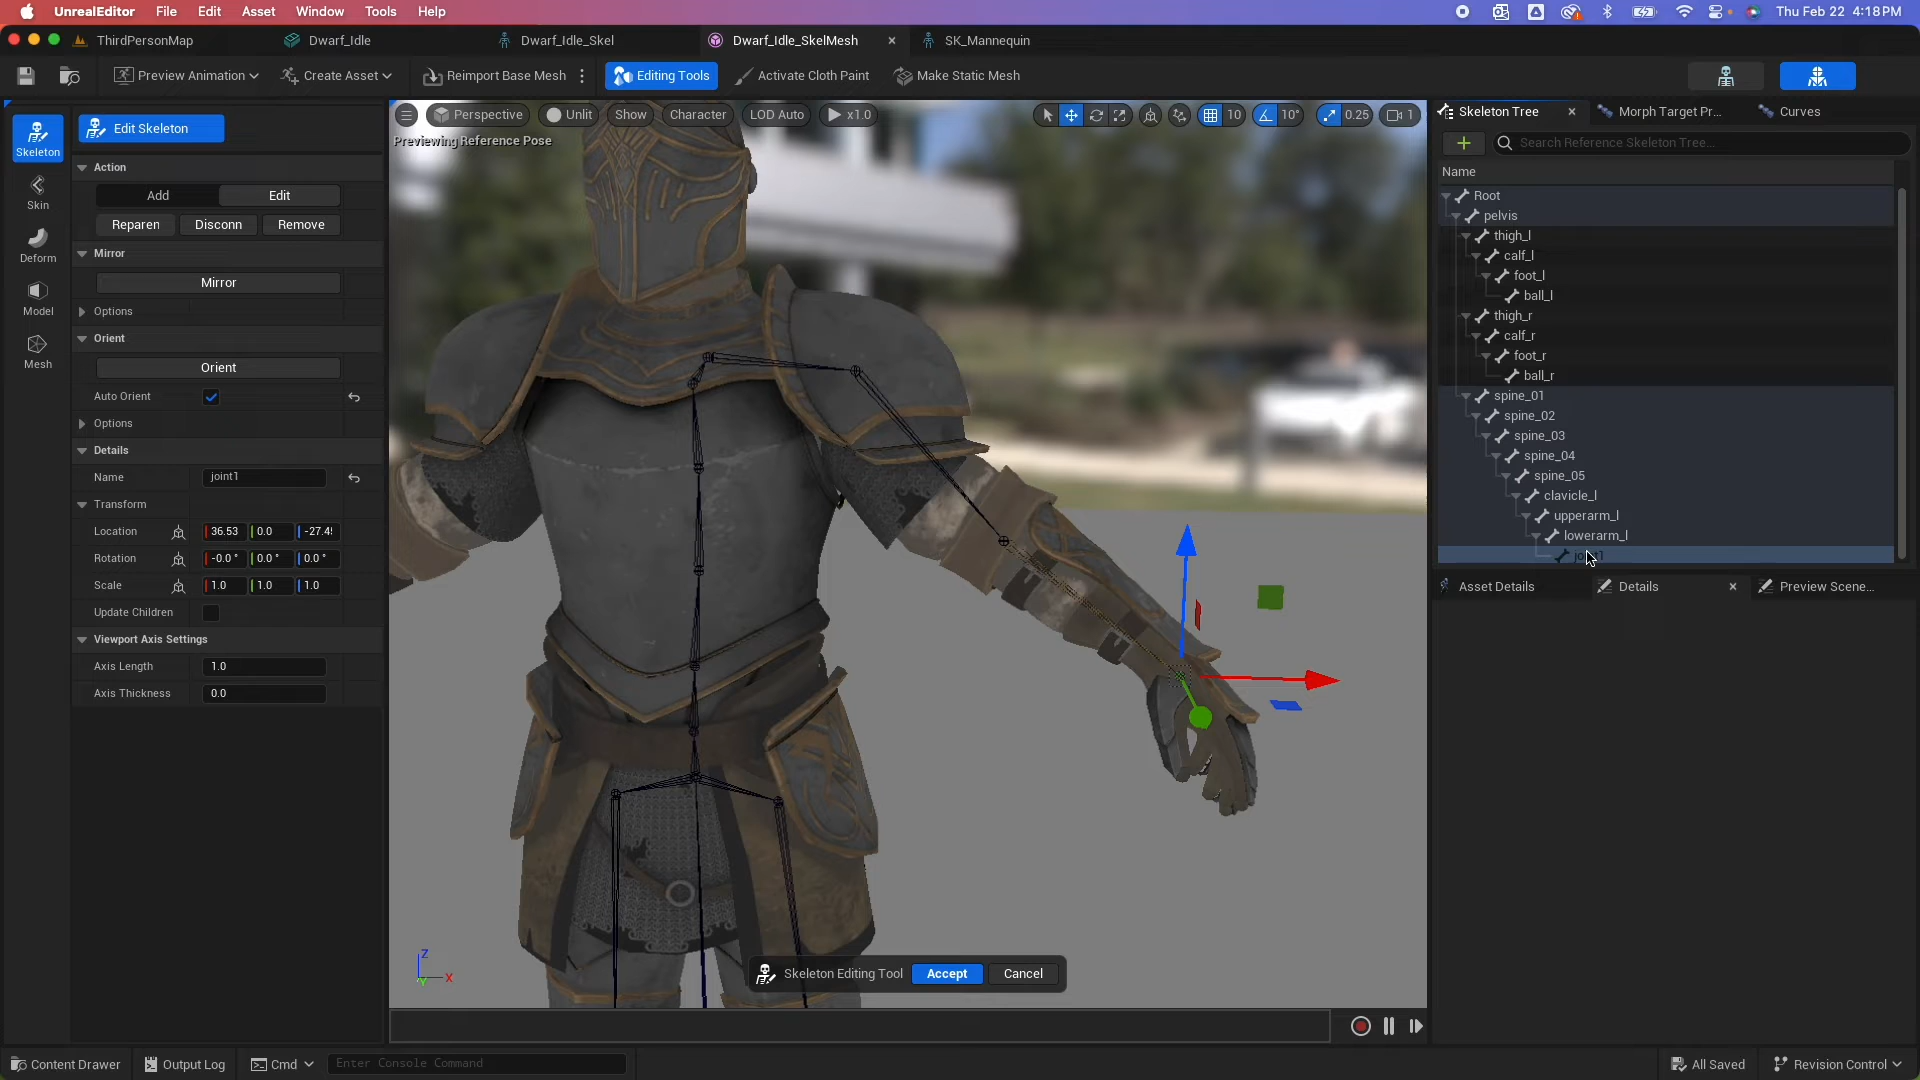 UnrealEditor File Edit Asset Window Tools Help Thu Feb 22 4:18 PM
ThirdPersonMap Dwarf_Idle Dwarf_Idle_Skel Dwarf_Idle_SkelMesh SK_Mannequin
Preview Animation Create Asset Reimport Base Mesh Editing Tools Activate Cloth Paint Make Static Mesh
Skeleton
Skin
Deform
Model
Mesh
Edit Skeleton
Action
Add Edit
Reparen Disconn Remove
Mirror
Mirror
Options
Orient
Orient
Auto Orient
Options
Details
Name joint1
Transform
Location 36.53 0.0 -27.4
Rotation -0.0 ° 0.0 ° 0.0 °
Scale 1.0 1.0 1.0
Update Children
Viewport Axis Settings
Axis Length 1.0
Axis Thickness 0.0
Perspective Unlit Show Character LOD Auto x1.0 10 10° 0.25 1
Previewing Reference Pose
Z
X
Y
Skeleton Editing Tool Accept Cancel
Skeleton Tree Morph Target Pr... Curves
Search Reference Skeleton Tree...
Name
Root
pelvis
thigh_l
calf_l
foot_l
ball_l
thigh_r
calf_r
foot_r
ball_r
spine_01
spine_02
spine_03
spine_04
spine_05
clavicle_l
upperarm_l
lowerarm_l
joint1
Asset Details Details Preview Scene...
Content Drawer Output Log Cmd Enter Console Command All Saved Revision Control